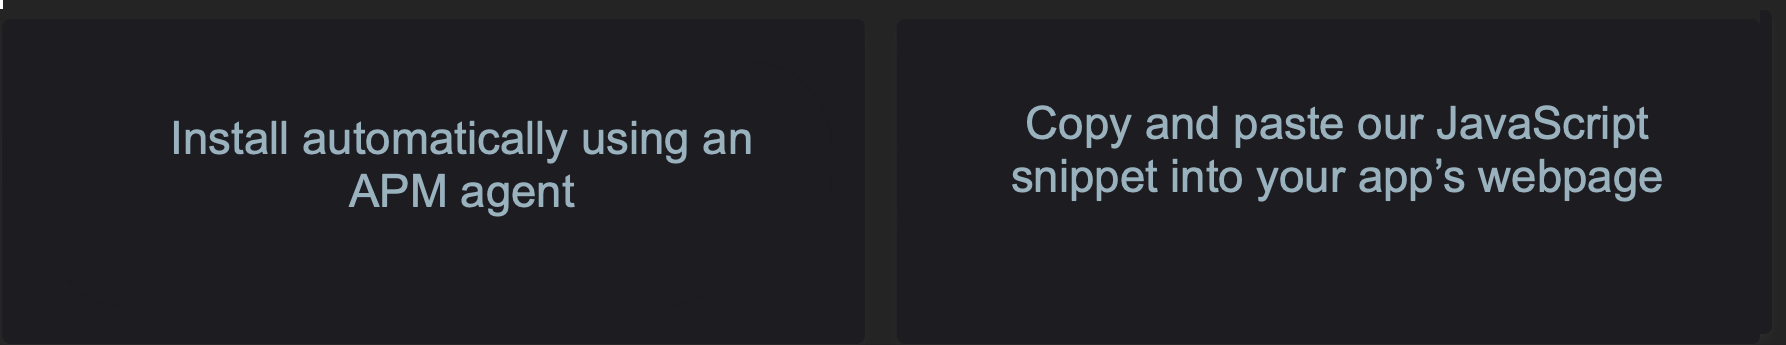 Install automatically using an
APM agent
Copy and paste our JavaScript
snippet into your app’s webpage